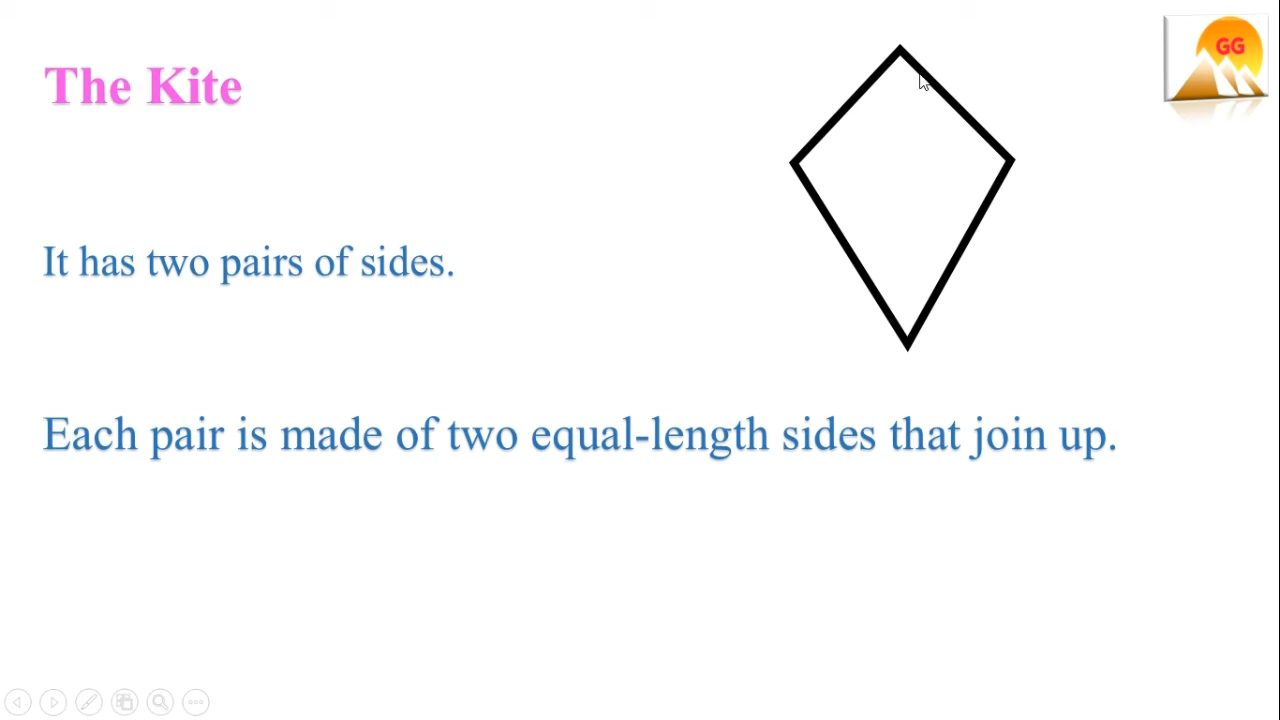 The Kite
GG
It has two pairs of sides.
Each pair is made of two equal-length sides that join up.